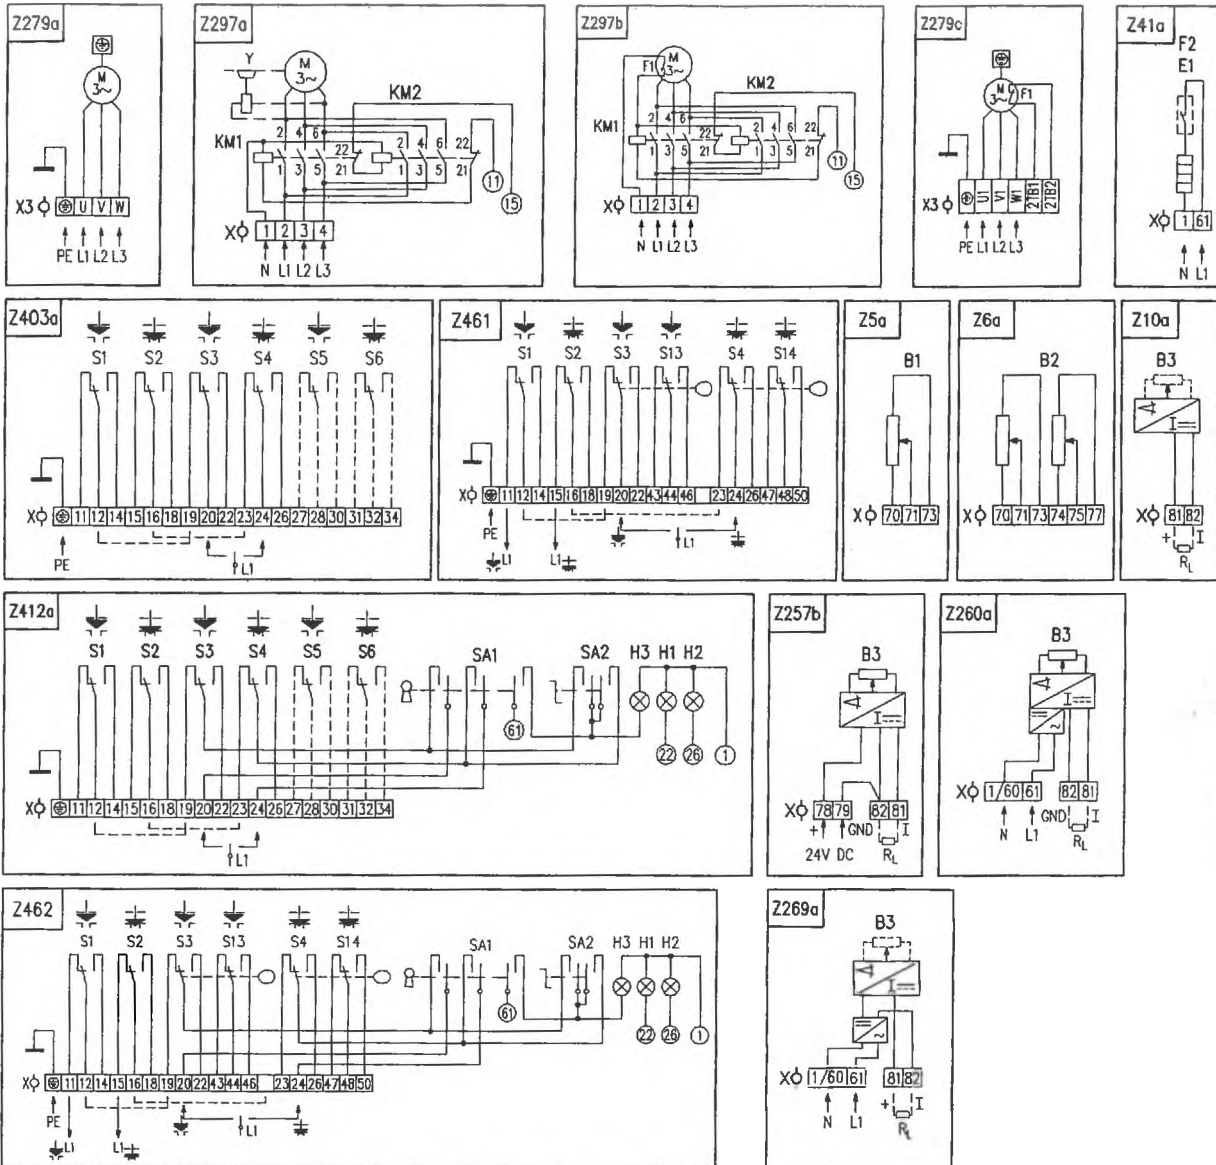 Z279a
M
3~
X3
U V W
PE L1 L2 L3
Z297a
Y
M
3~
KM2
KM1
2 4 6 22 2 4 6 22
1 3 5 21 1 3 5 21
11
15
X
1 2 3 4
N L1 L2 L3
Z297b
F1
M
3~
KM2
KM1
2 4 6 22 2 4 6 22
1 3 5 21 1 3 5 21
11
15
X
1 2 3 4
N L1 L2 L3
Z279c
M
3~
F1
X3
U1 V1 W1 2TB1 2TB2
PE L1 L2 L3
Z41a
F2
E1
X
1 61
N L1
Z403a
S1 S2 S3 S4 S5 S6
X
11 12 14 15 16 18 19 20 22 23 24 26 27 28 30 31 32 34
PE
L1
Z461
S1 S2 S3 S13 S4 S14
X
11 12 14 15 16 18 19 20 22 43 44 46 23 24 26 47 48 50
PE
L1
L1
L1
Z5a
B1
X
70 71 73
Z6a
B2
X
70 71 73 74 75 77
Z10a
B3
I
X
81 82
+ I
RL
Z412a
S1 S2 S3 S4 S5 S6
SA1 SA2 H3 H1 H2
61
22 26 1
X
11 12 14 15 16 18 19 20 22 23 24 26 27 28 30 31 32 34
L1
Z257b
B3
I
X
78 79 82 81
+ GND I
24V DC RL
Z260a
B3
I
~
X
1/60 61 82 81
GND I
N L1 RL
Z462
S1 S2 S3 S13 S4 S14
SA1 SA2 H3 H1 H2
61
22 26 1
X
11 12 14 15 16 18 19 20 22 43 44 46 23 24 26 47 48 50
PE
L1
L1
L1
Z269a
B3
I
~
X
1/60 61 81 82
+ I
N L1 RL